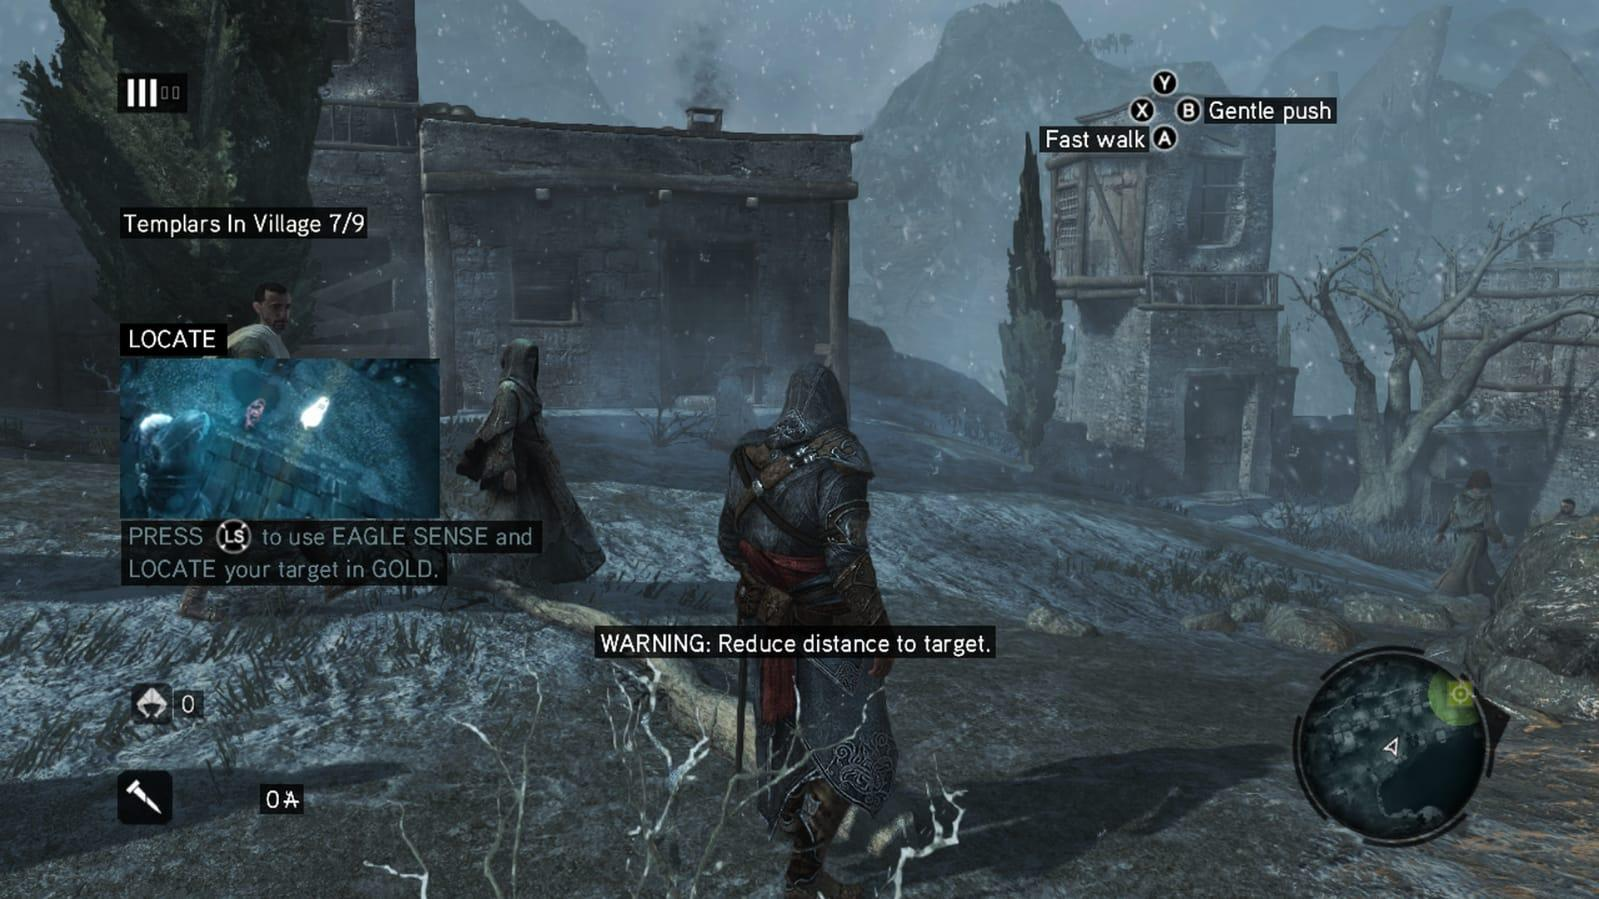 Y
X B Gentle push
Fast walk A
Templars In Village 7/9
LOCATE
PRESS LS to use EAGLE SENSE and
LOCATE your target in GOLD.
WARNING: Reduce distance to target.
0
0